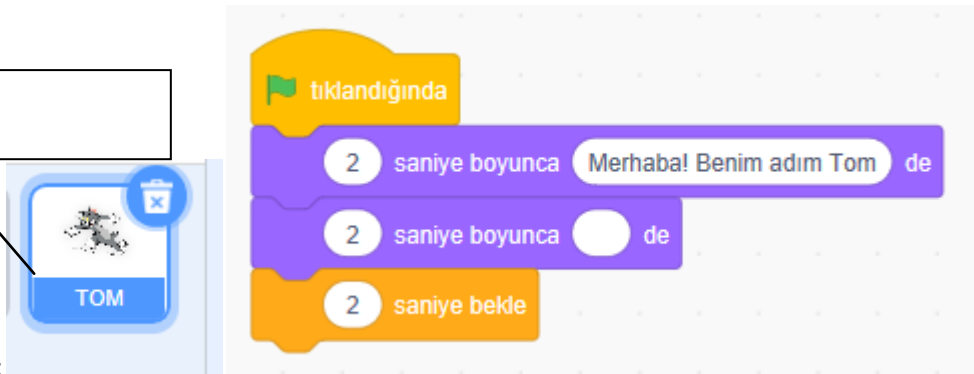 tıklandığında
2 saniye boyunca Merhaba! Benim adım Tom de
2 saniye boyunca de
2 saniye bekle
TOM